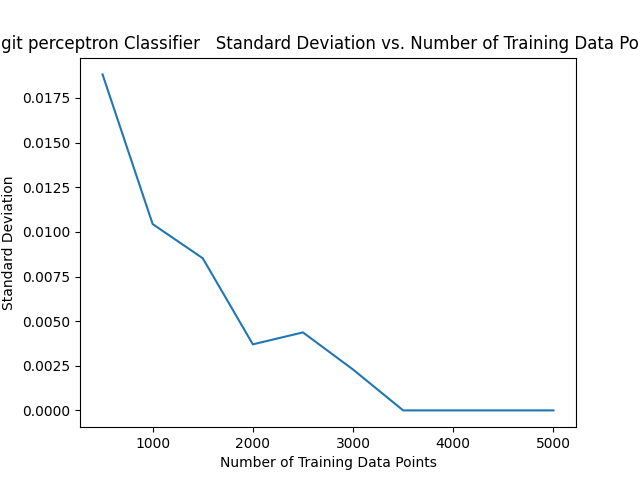 git perceptron Classifier   Standard Deviation vs. Number of Training Data Po
0.0175
0.0150
0.0125
0.0100
0.0075
0.0050
0.0025
0.0000
Standard Deviation
1000 2000 3000 4000 5000
Number of Training Data Points